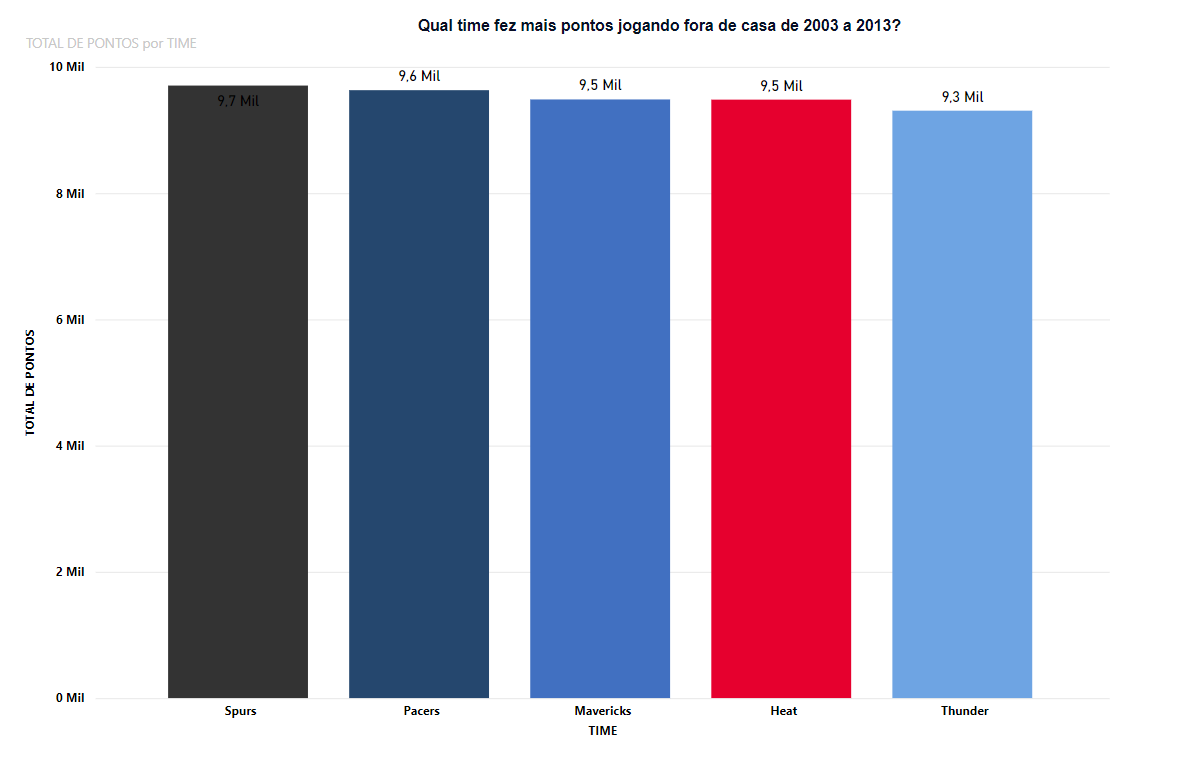 Qual time fez mais pontos jogando fora de casa de 2003 a 2013?
TOTAL DE PONTOS por TIME
10 Mil
8 Mil
6 Mil
4 Mil
2 Mil
0 Mil
TOTAL DE PONTOS
9,7 Mil
9,6 Mil
9,5 Mil
9,5 Mil
9,3 Mil
Spurs
Pacers
Mavericks
Heat
Thunder
TIME